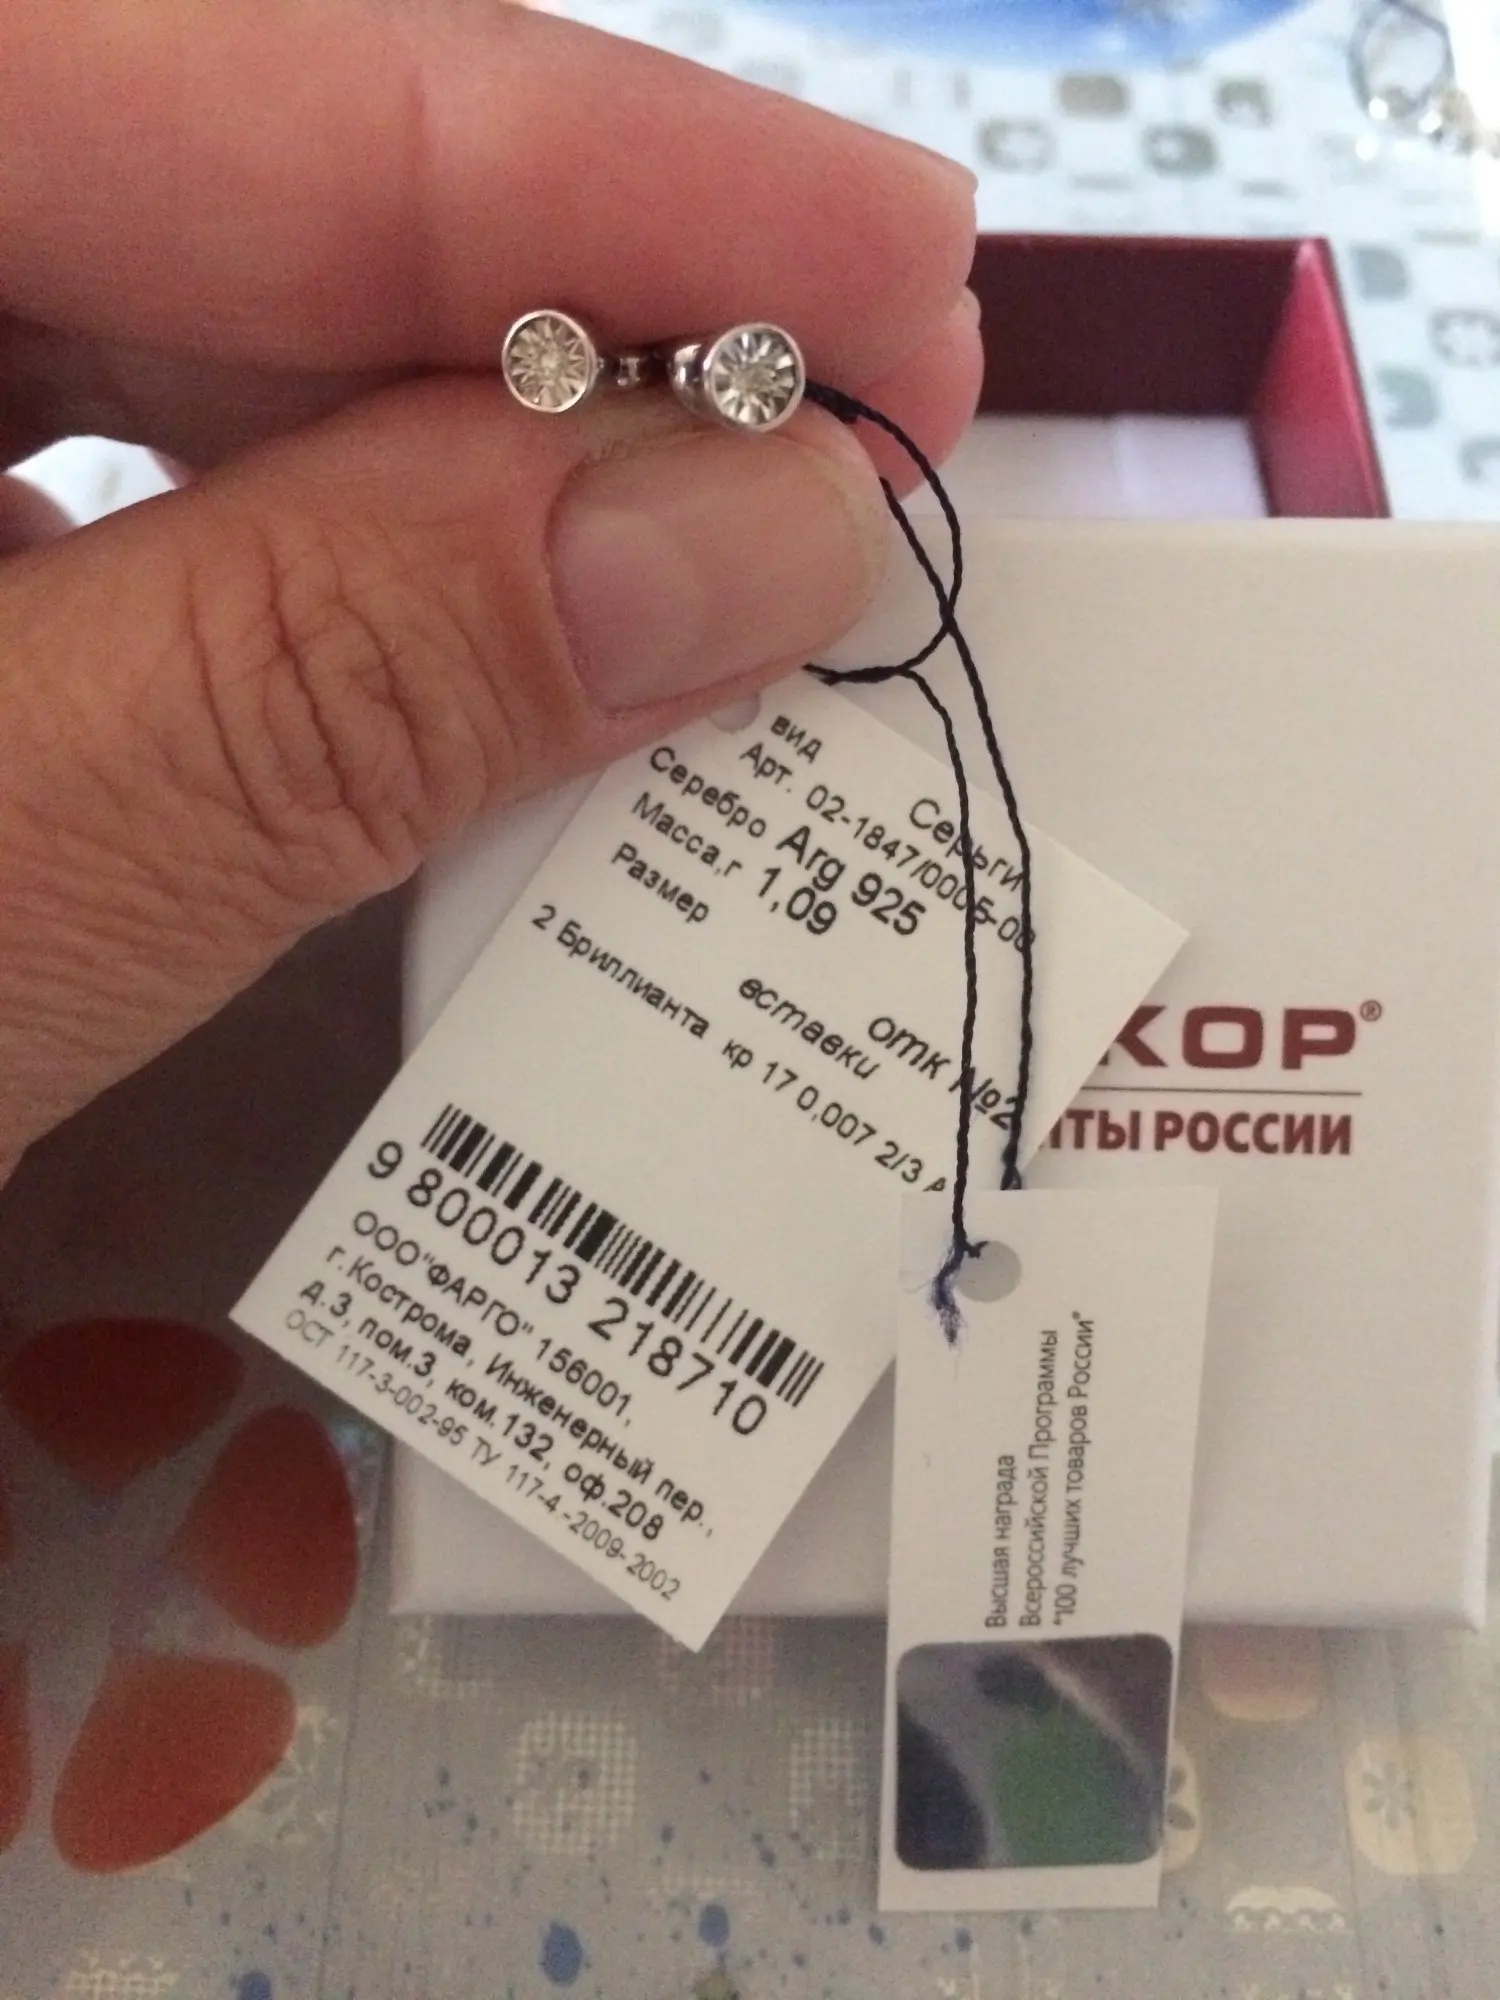 вид Серьги
Арт. 02-1847/0005-00
Серебро Arg 925
Масса,г 1,09
Размер
отк №2
вставки
2 Бриллианта кр 17 0,007 2/3 А
9 800013 218710
ООО"ФАРГО" 156001,
г.Кострома, Инженерный пер.,
д.3, пом.3, ком.132, оф.208
ОСТ 117-3-002-95 ТУ 117-4-2009-2002
КОР®
НТЫ РОССИИ
Высшая награда
Всероссийской Программы
"100 лучших товаров России"